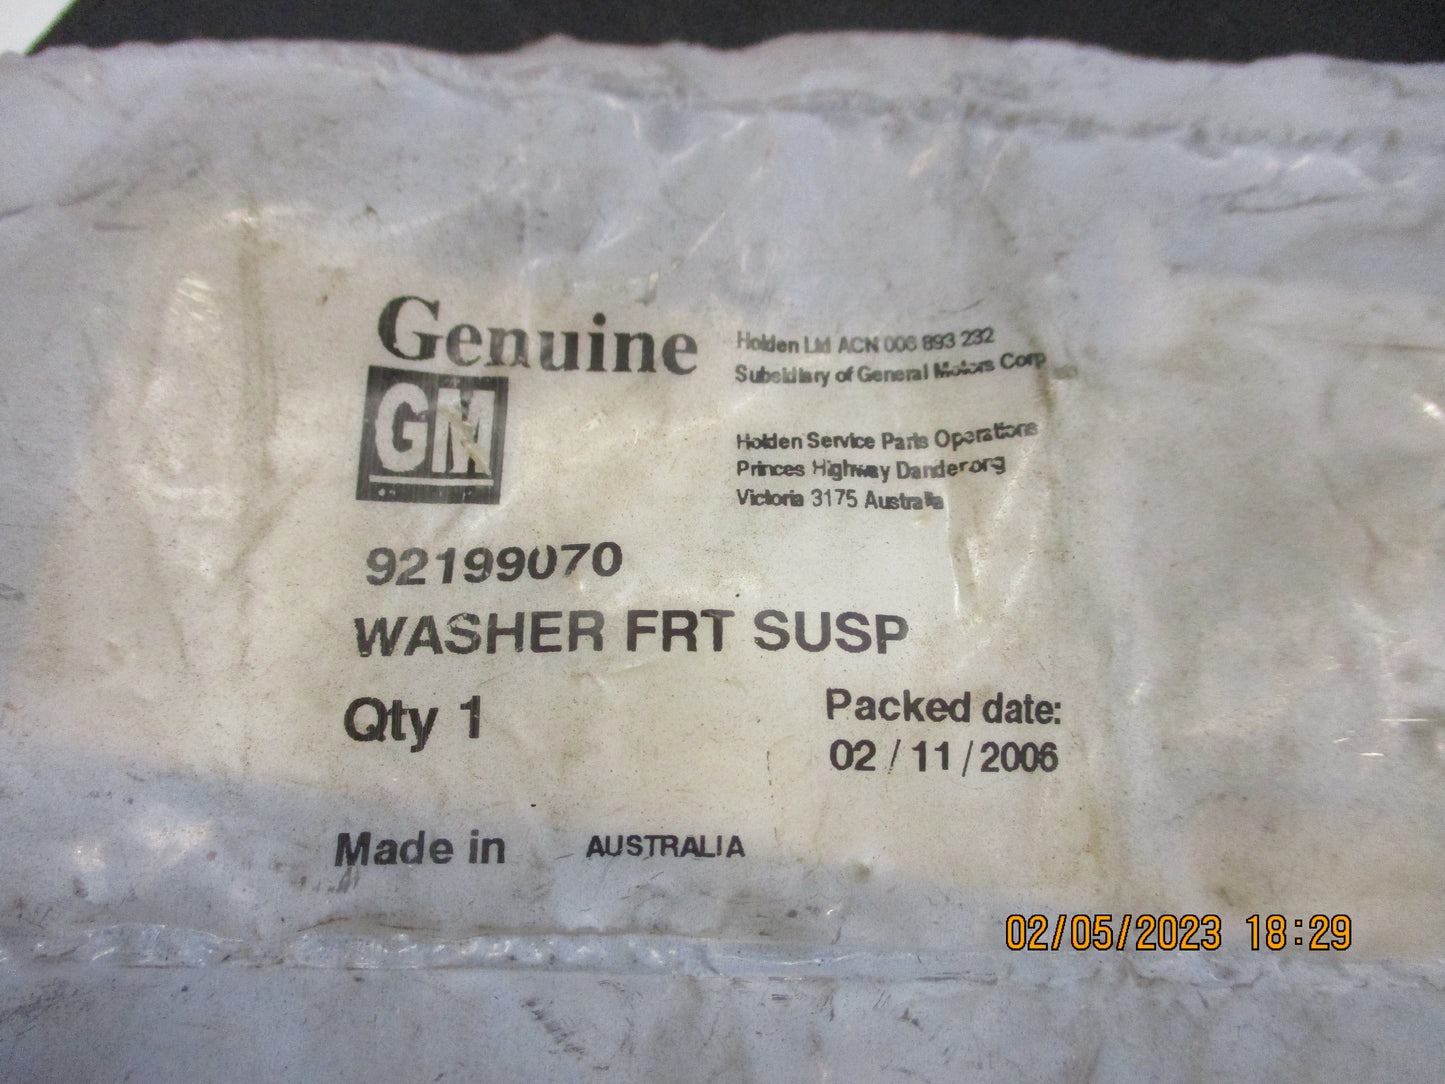 Genuine
GM
Holden Ltd ACN 006 893 232
Subsidiary of General Motors Corp
Holden Service Parts Operations
Princes Highway Dandenong
Victoria 3175 Australia
92199070
WASHER FRT SUSP
Qty 1
Packed date:
02 / 11 / 2006
Made in AUSTRALIA
02/05/2023 18:29